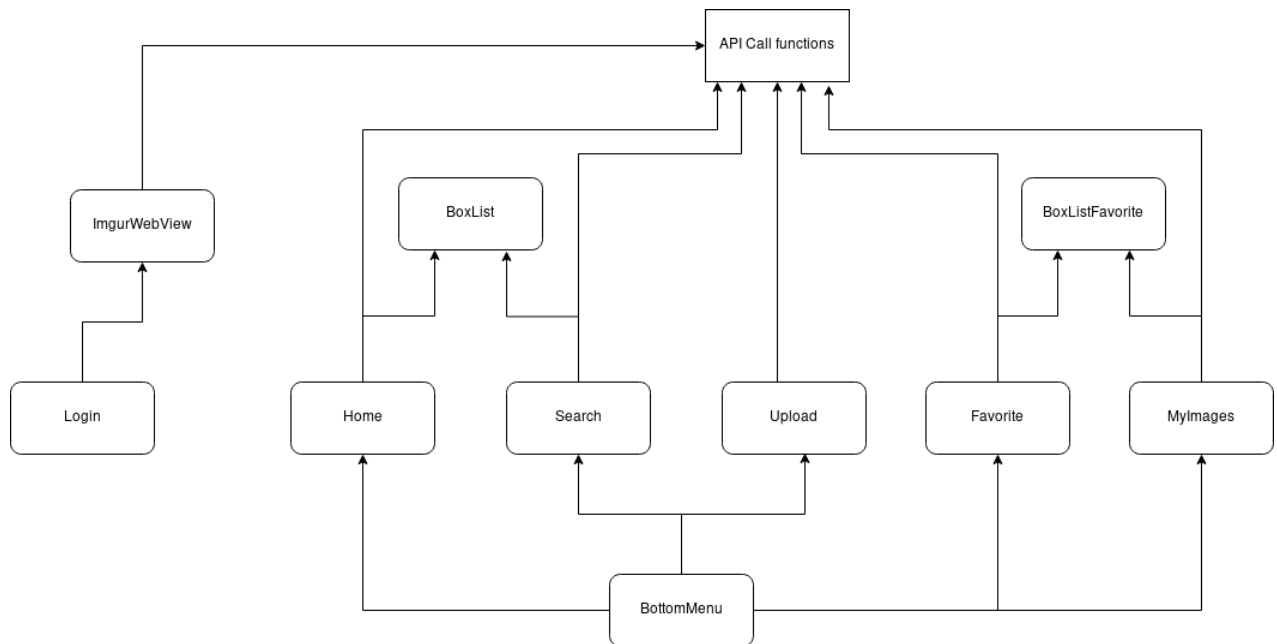 API Call functions
ImgurWebView
BoxList
BoxListFavorite
Login
Home
Search
Upload
Favorite
MyImages
BottomMenu